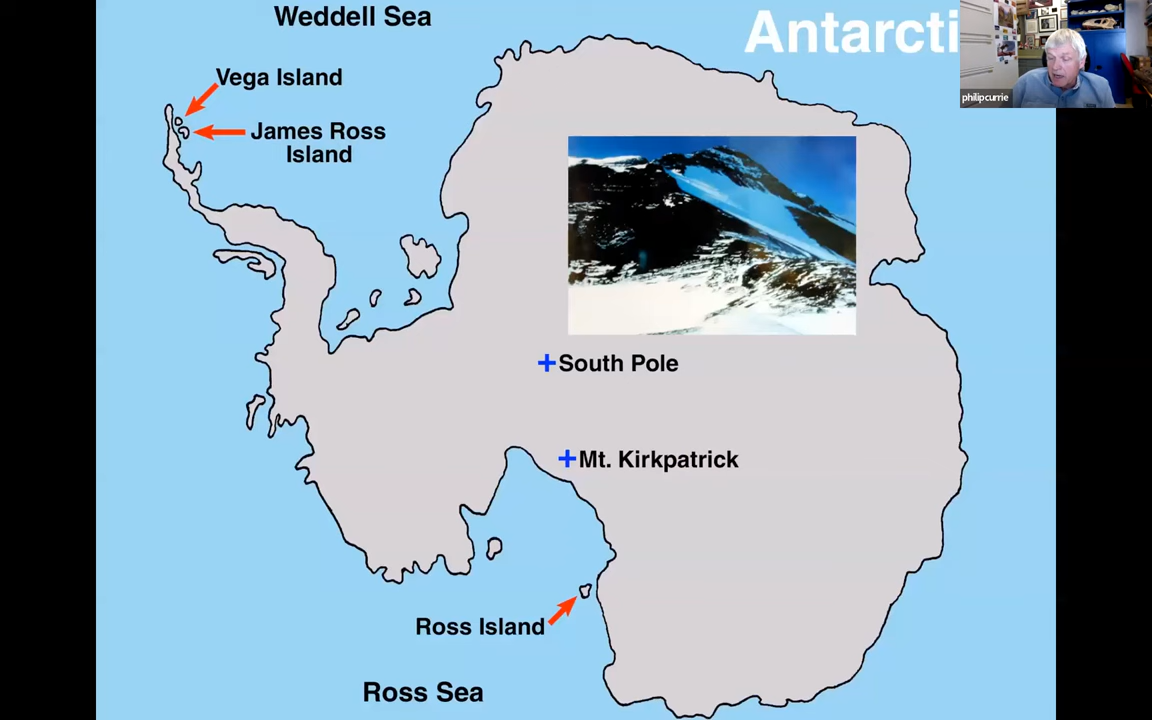 Weddell Sea
Antarcti
Vega Island
James Ross
Island
philipcurrie
South Pole
Mt. Kirkpatrick
Ross Island
Ross Sea